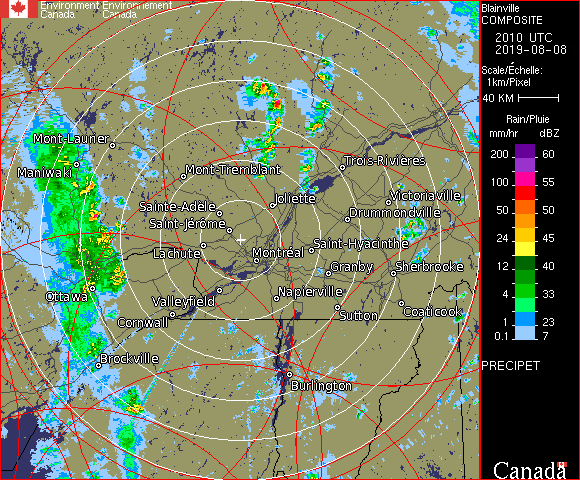 Environment Environnement
Canada Canada
Blainville
COMPOSITE
2010 UTC
2019-08-08
Scale/Échelle:
1km/Pixel
40 KM
Rain/Pluie
mm/hr dBZ
200 60
150 57
100 55
50 50
24 45
12 40
4 33
1 23
0.1 7
PRECIPET
Canada
Mont-Laurier
Maniwaki
Mont-Tremblant
Trois-Rivières
Sainte-Adèle
Joliette
Victoriaville
Drummondville
Saint-Jérôme
Lachute
Montréal
Saint-Hyacinthe
Granby
Sherbrooke
Ottawa
Valleyfield
Napierville
Coaticook
Cornwall
Sutton
Brockville
Burlington